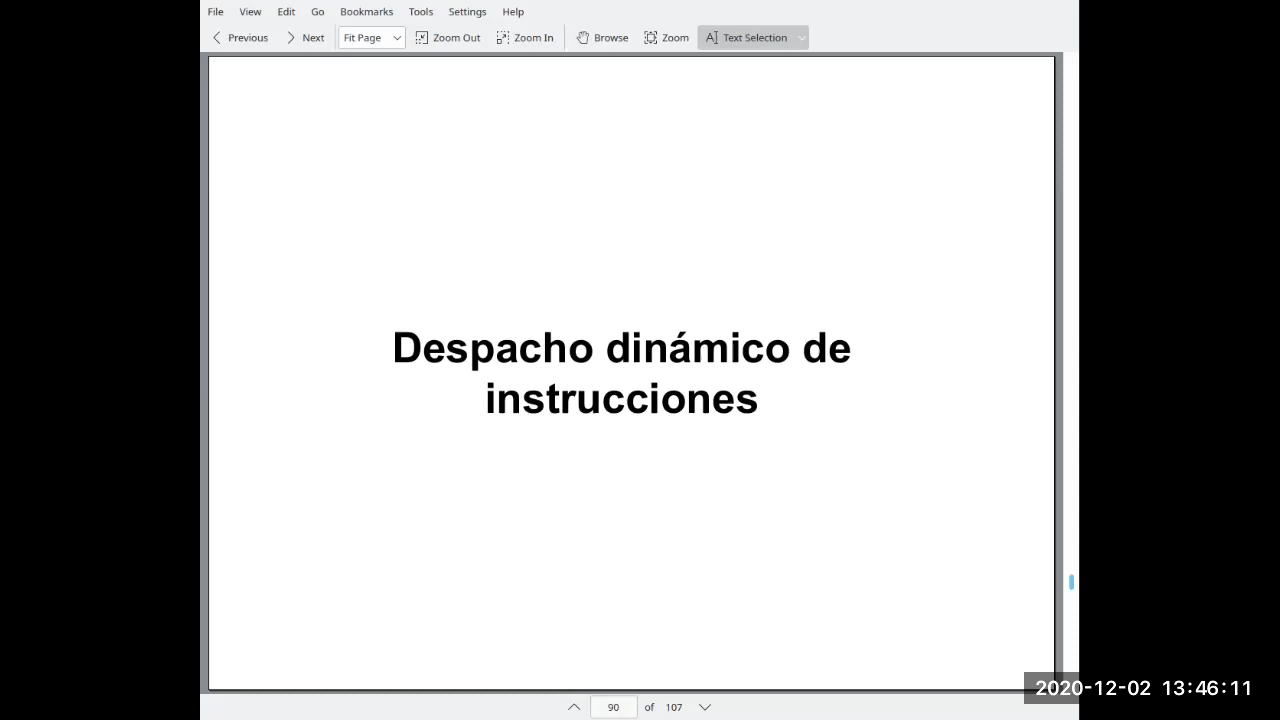 File View Edit Go Bookmarks Tools Settings Help
Previous Next Fit Page Zoom Out Zoom In Browse Zoom Text Selection
Despacho dinámico de
instrucciones
2020-12-02 13:46:11
90 of 107